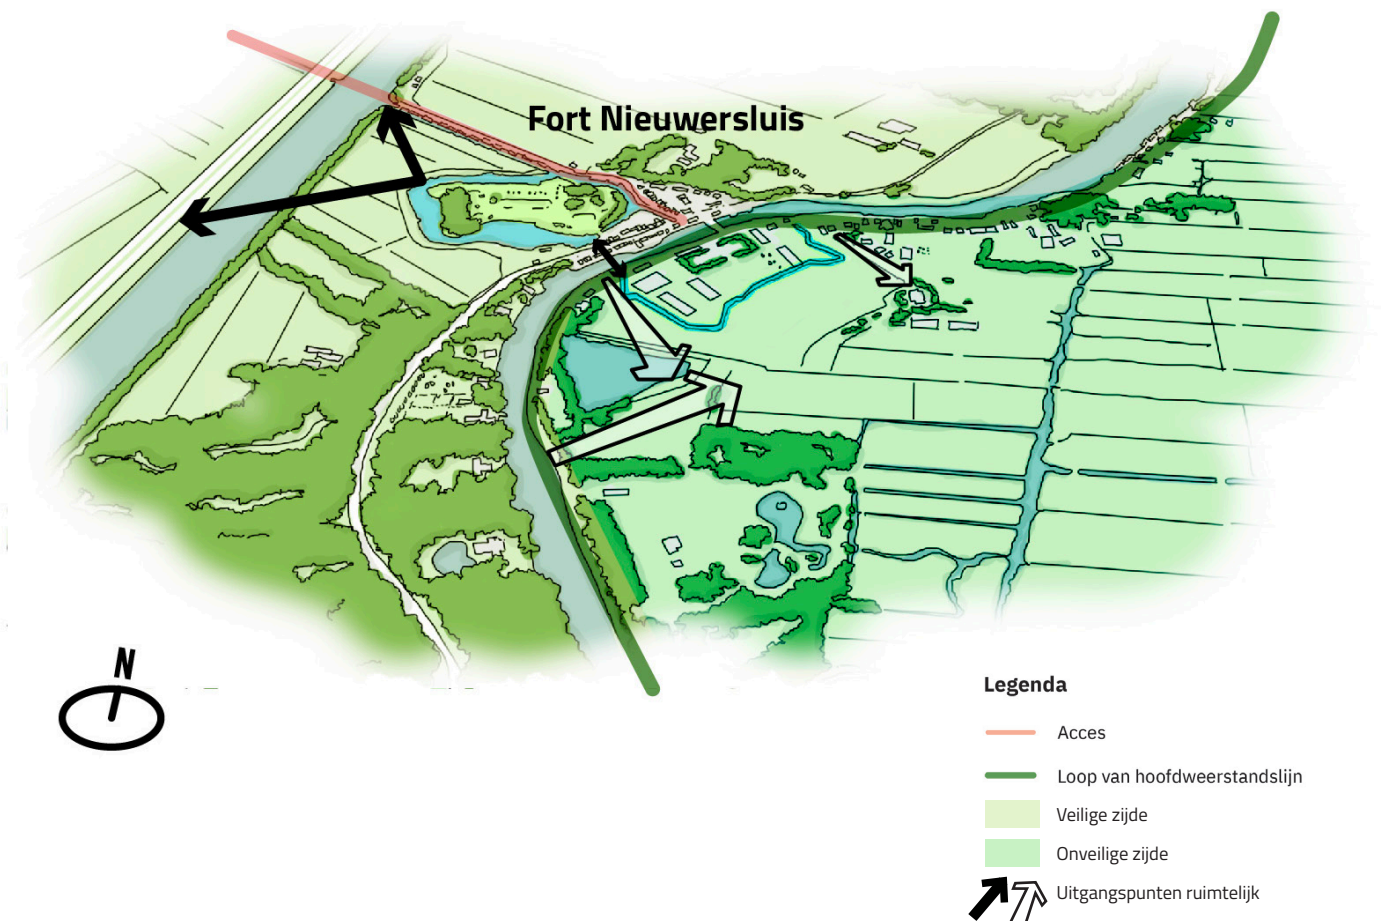 Fort Nieuwersluis
N
Legenda
Acces
Loop van hoofdweerstandslijn
Veilige zijde
Onveilige zijde
Uitgangspunten ruimtelijk